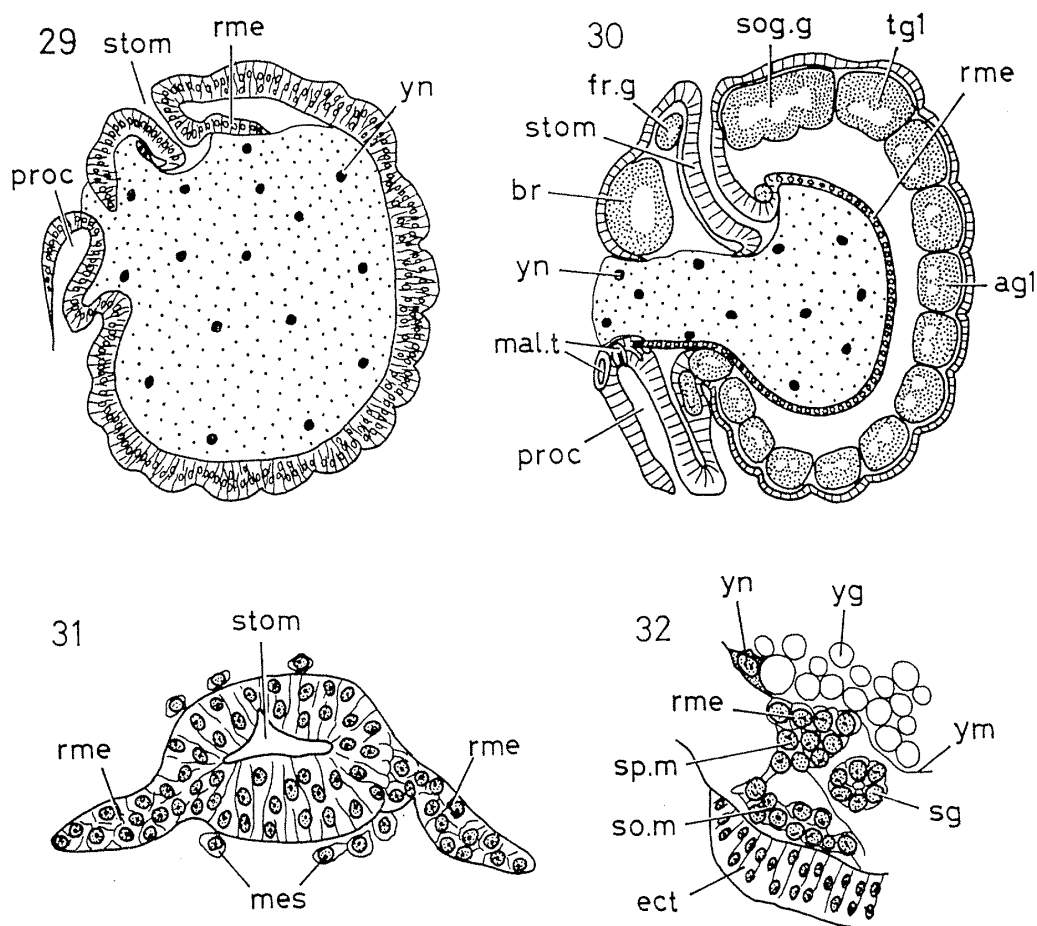 29
stom
rme
yn
proc
30
sog.g
tg1
fr.g
rme
stom
br
yn
ag1
mal.t
proc
31
stom
rme
rme
mes
32
yn
yg
rme
ym
sp.m
sg
so.m
ect